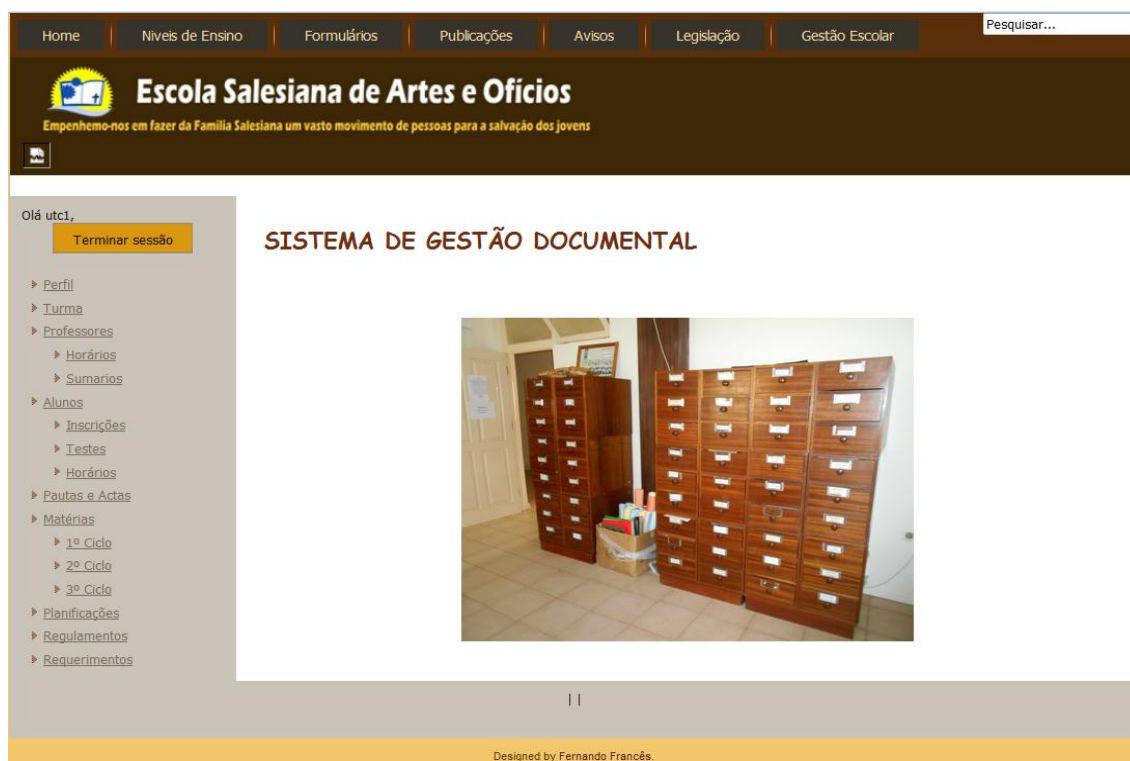 Home Niveis de Ensino Formulários Publicações Avisos Legislação Gestão Escolar Pesquisar...
Escola Salesiana de Artes e Ofícios
Empenhemo-nos em fazer da Familia Salesiana um vasto movimento de pessoas para a salvação dos jovens
Olá utc1,
Terminar sessão
SISTEMA DE GESTÃO DOCUMENTAL
Perfil
Turma
Professores
Horários
Sumarios
Alunos
Inscrições
Testes
Horários
Pautas e Actas
Matérias
1º Ciclo
2º Ciclo
3º Ciclo
Planificações
Regulamentos
Requerimentos
| |
Designed by Fernando Francês.